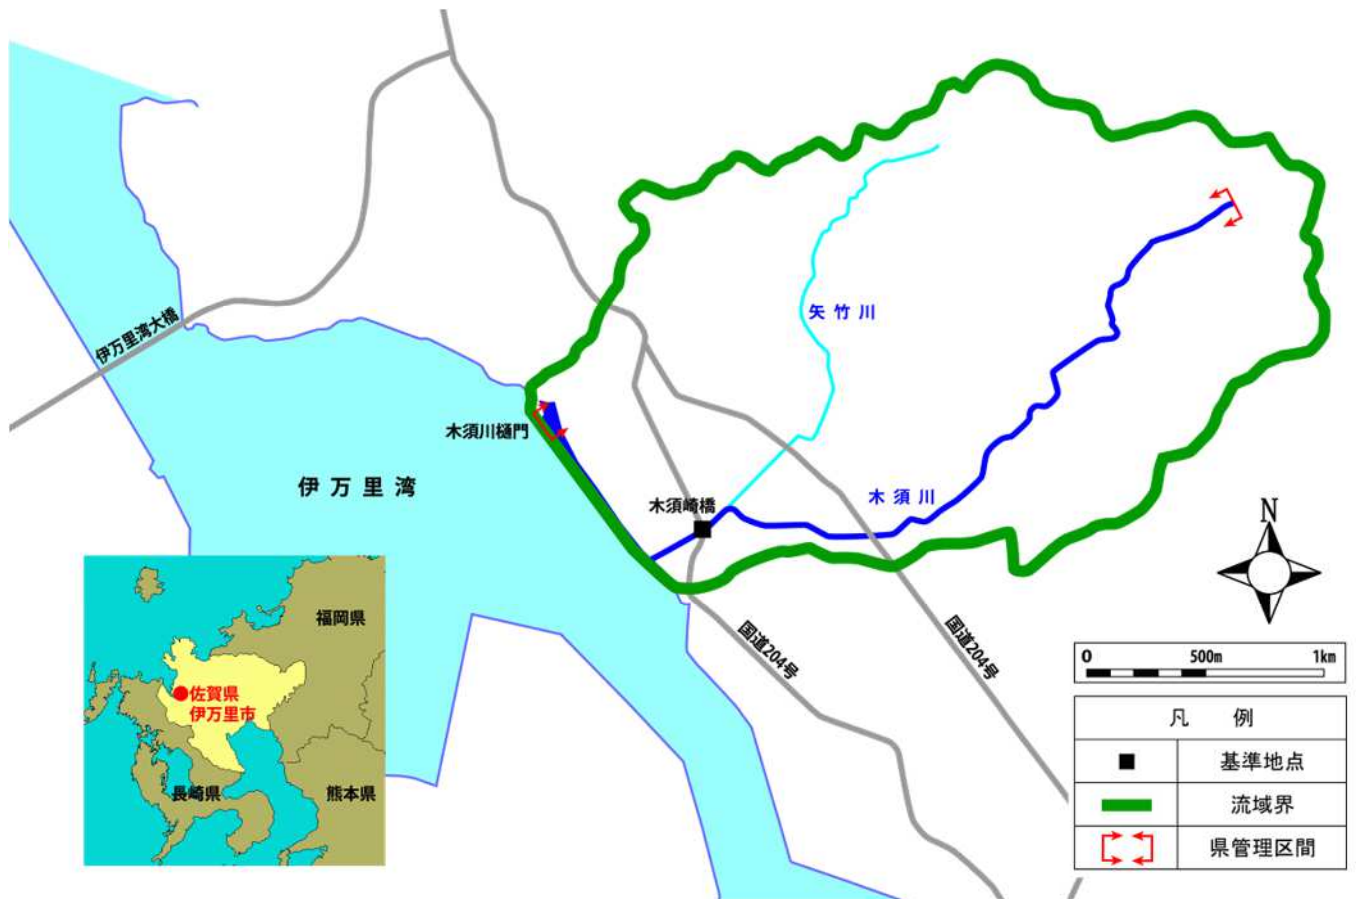 矢竹川
伊万里湾大橋
木須川樋門
伊万里湾
木須川
木須崎橋
N
国道204号
国道204号
福岡県
佐賀県
伊万里市
長崎県
熊本県
0 500m 1km
凡 例
基準地点
流域界
県管理区間